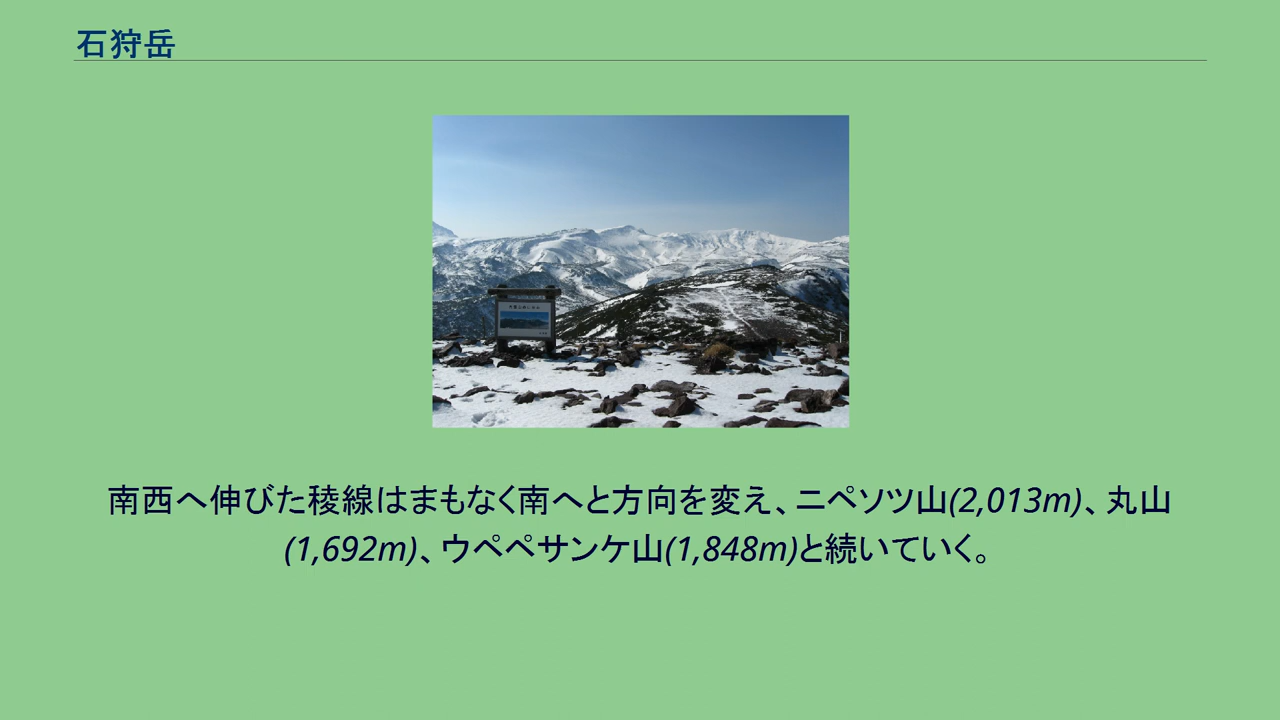 石狩岳
南西へ伸びた稜線はまもなく南へと方向を変え、ニペソツ山(2,013m)、丸山
(1,692m)、ウペペサンケ山(1,848m)と続いていく。